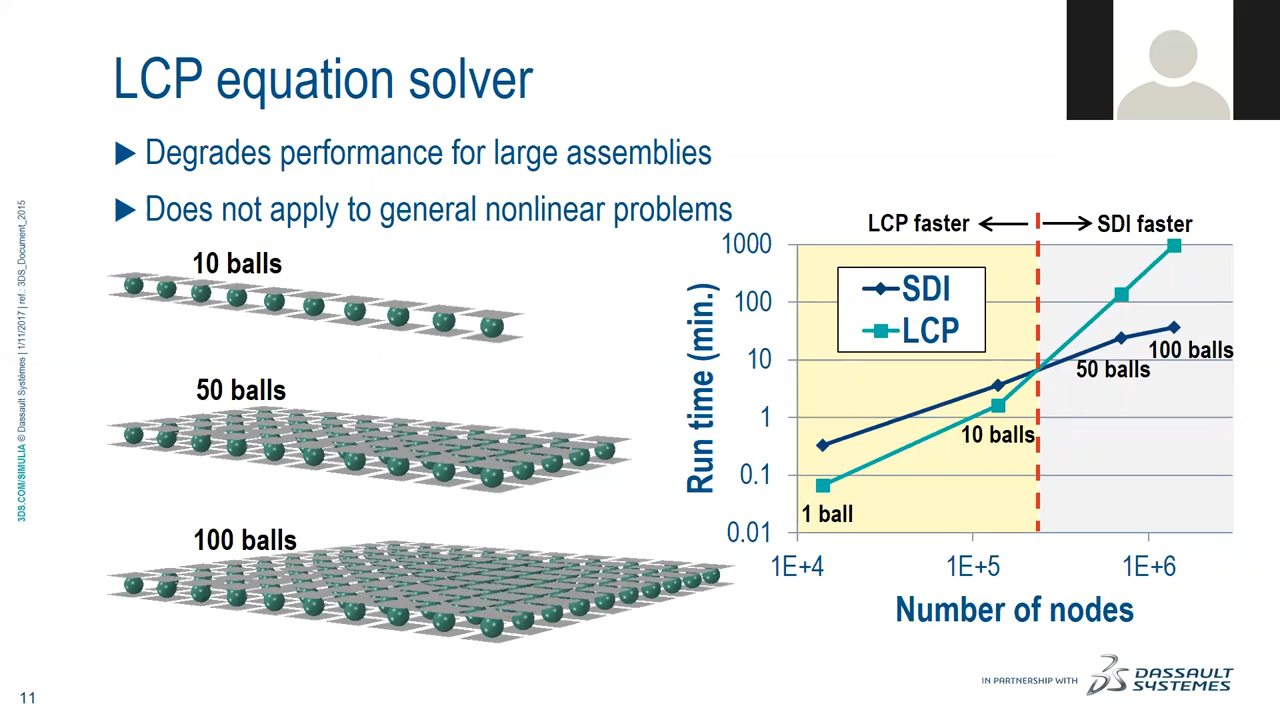 LCP equation solver
Degrades performance for large assemblies
Does not apply to general nonlinear problems
10 balls
50 balls
100 balls
LCP faster
SDI faster
1000
100
10
1
0.1
0.01
Run time (min.)
SDI
LCP
100 balls
50 balls
10 balls
1 ball
1E+4
1E+5
1E+6
Number of nodes
3DS.COM/SIMULIA © Dassault Systèmes | 1/11/2017 | ref.: 3DS_Document_2015
IN PARTNERSHIP WITH
DASSAULT
SYSTEMES
11